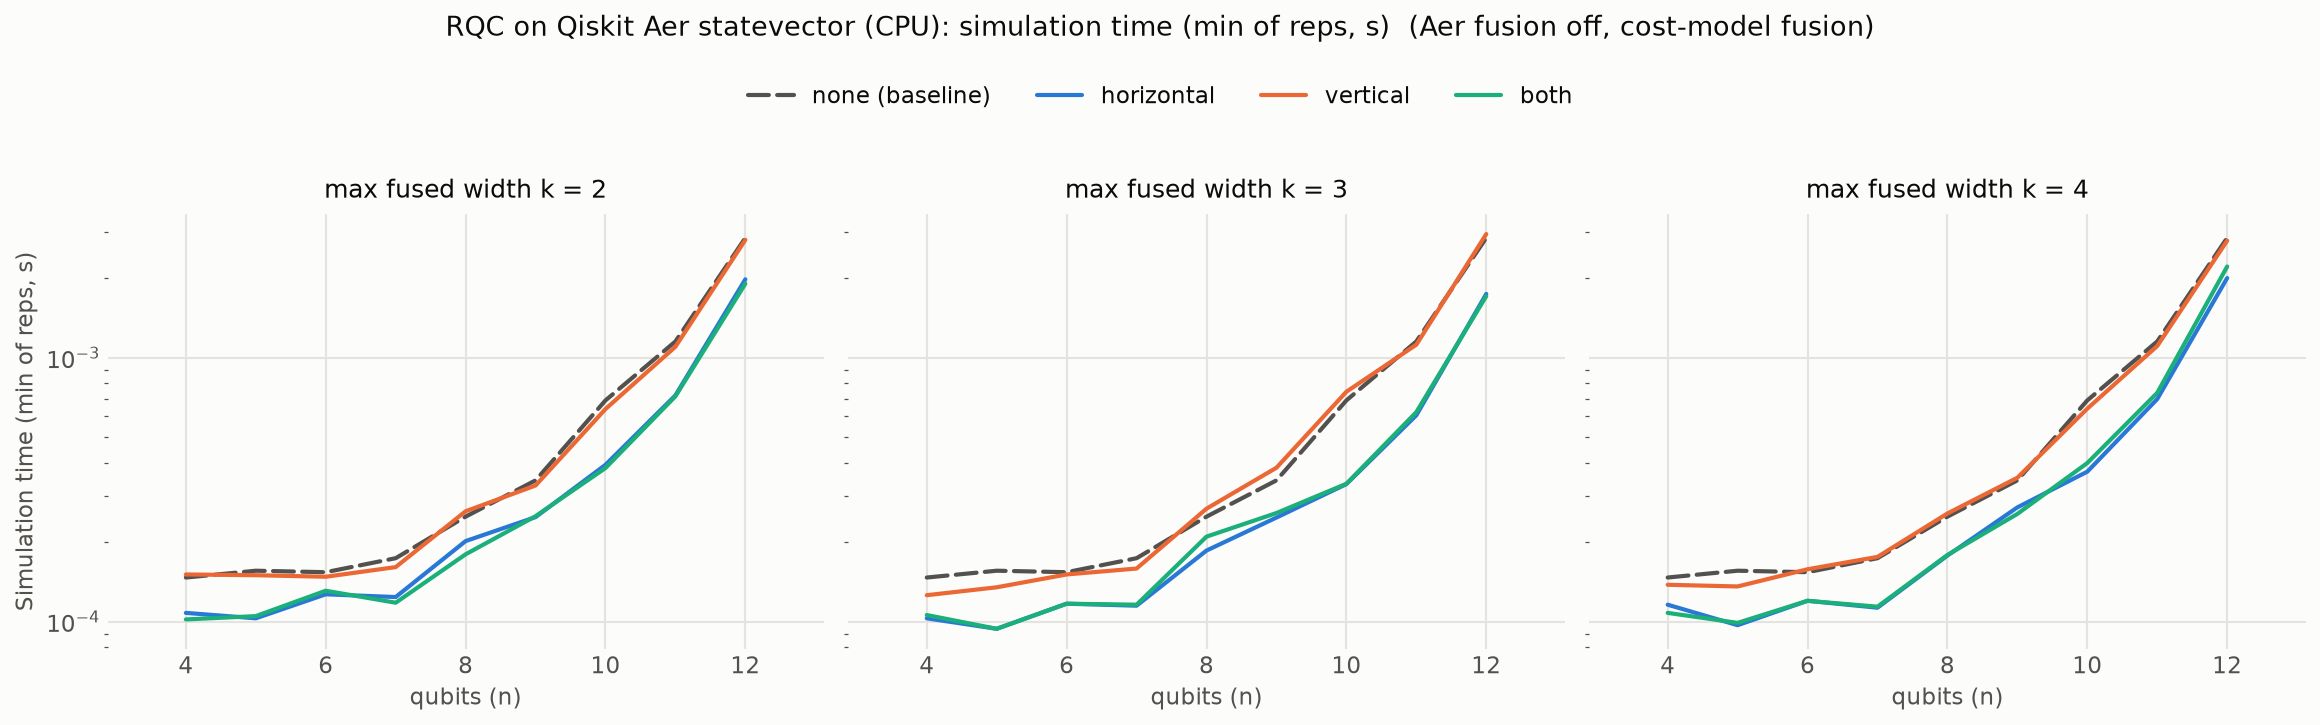 RQC on Qiskit Aer statevector (CPU): simulation time (min of reps, s)  (Aer fusion off, cost-model fusion)
none (baseline) horizontal vertical both
max fused width k = 2
max fused width k = 3
max fused width k = 4
Simulation time (min of reps, s)
10⁻³
10⁻⁴
4 6 8 10 12
4 6 8 10 12
4 6 8 10 12
qubits (n)
qubits (n)
qubits (n)